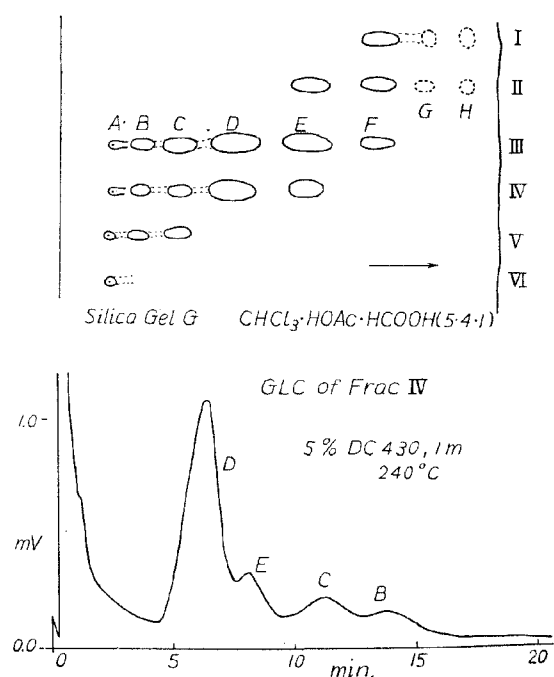 I
II
G H
A· B C D E F
III
IV
V
VI
Silica Gel G CHCl₃·HOAc·HCOOH(5·4·1)
GLC of Frac IV
1.0
5 % DC 430, 1 m
240°C
D
mV
E
C
B
0.0
0 5 10 15 20
min.